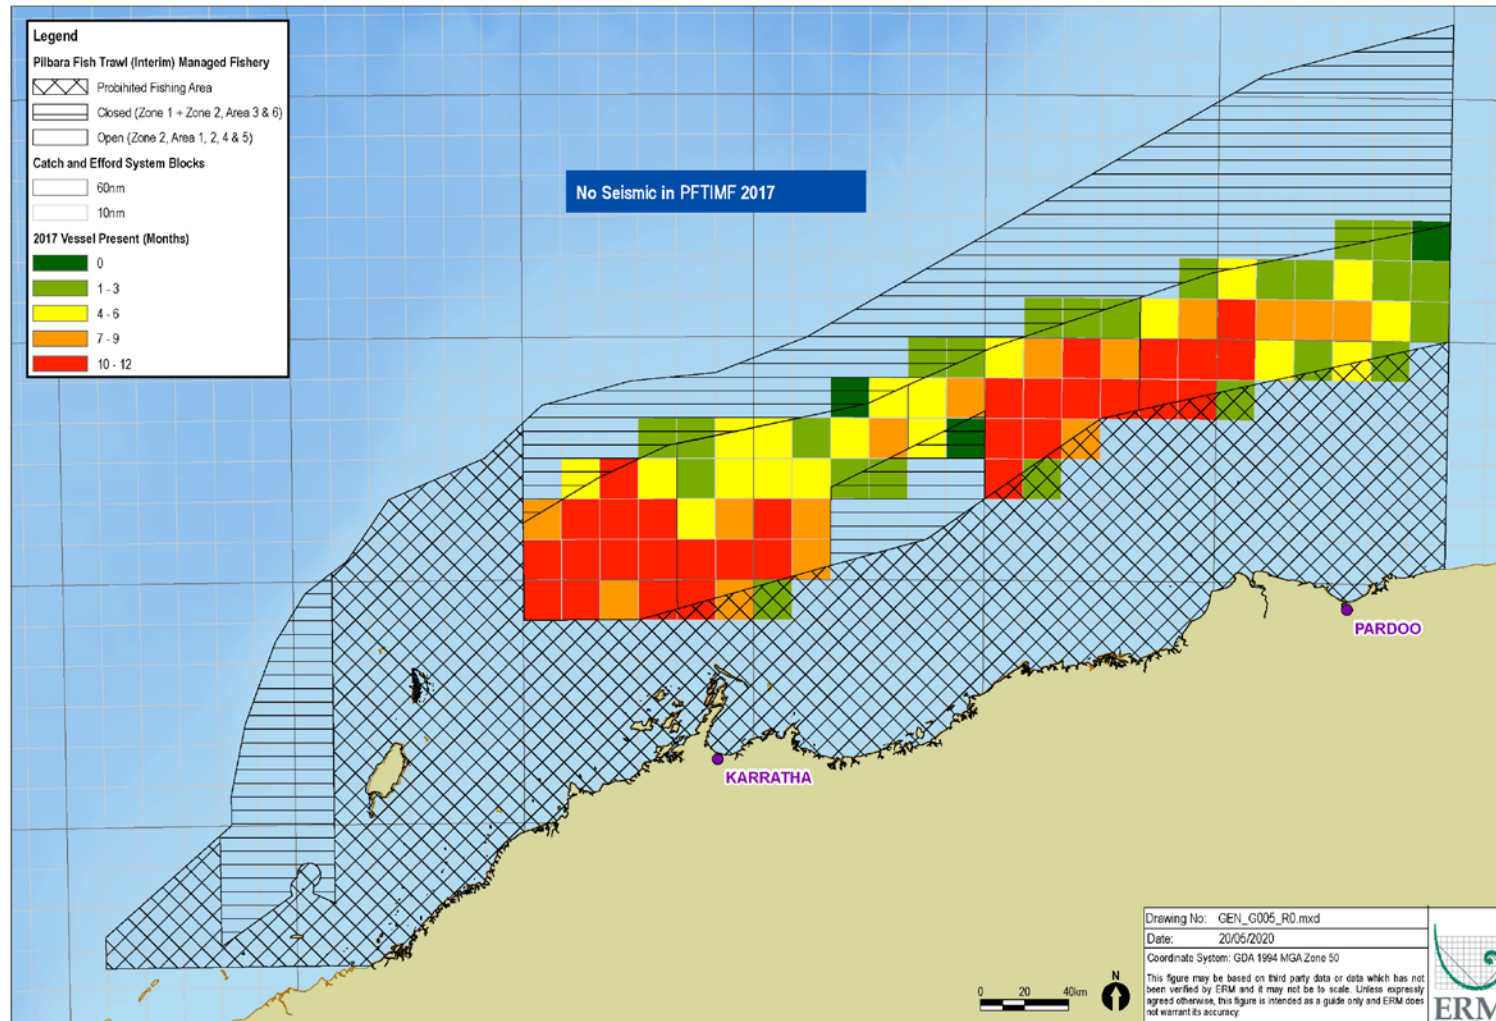 Legend
Pilbara Fish Trawl (Interim) Managed Fishery
Probihited Fishing Area
Closed (Zone 1 + Zone 2, Area 3 & 6)
Open (Zone 2, Area 1, 2, 4 & 5)
Catch and Efford System Blocks
60nm
10nm
2017 Vessel Present (Months)
0
1 - 3
4 - 6
7 - 9
10 - 12
No Seismic in PFTIMF 2017
PARDOO
KARRATHA
0 20 40km
N
Drawing No: GEN_G005_R0.mxd
Date: 20/05/2020
Coordinate System: GDA 1994 MGA Zone 50
This figure may be based on third party data or data which has not
been verified by ERM and it may not be to scale. Unless expressly
agreed otherwise, this figure is intended as a guide only and ERM does
not warrant its accuracy.
ERM